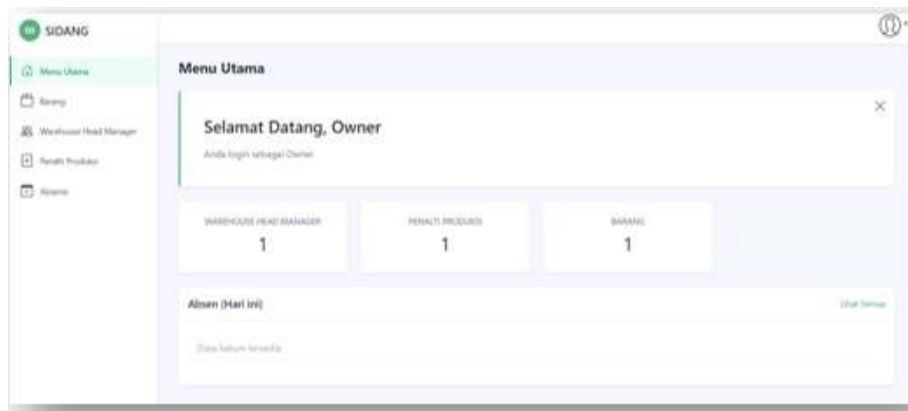 SIDANG
Menu Utama
Barang
Warehouse Head Manager
Penalti Produksi
Absensi
Menu Utama
Selamat Datang, Owner
Anda login sebagai Owner
WAREHOUSE HEAD MANAGER
1
PENALTI PRODUKSI
1
BARANG
1
Absen (Hari ini)
Lihat Semua
Data belum tersedia